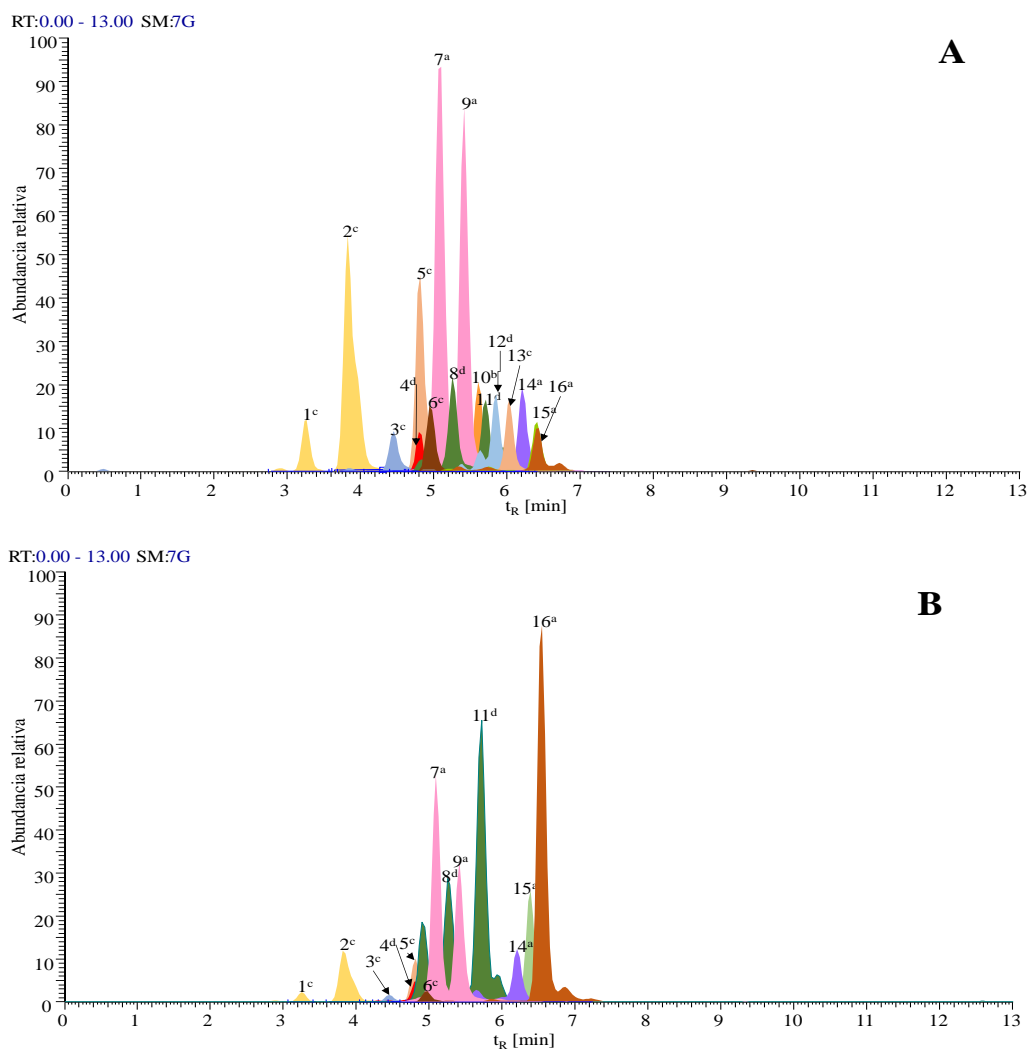 RT:0.00 - 13.00 SM:7G
A
100
90
80
70
60
50
40
30
20
10
0
Abundancia relativa
1ᶜ
2ᶜ
3ᶜ
4ᵈ
5ᶜ
6ᶜ
7ᵃ
8ᵈ
9ᵃ
10ᵇ
11ᵈ
12ᵈ
13ᶜ
14ᵃ
15ᵃ
16ᵃ
0 1 2 3 4 5 6 7 8 9 10 11 12 13
t_R [min]
RT:0.00 - 13.00 SM:7G
B
100
90
80
70
60
50
40
30
20
10
0
Abundancia relativa
1ᶜ
2ᶜ
3ᶜ
4ᵈ
5ᶜ
6ᶜ
7ᵃ
8ᵈ
9ᵃ
11ᵈ
14ᵃ
15ᵃ
16ᵃ
0 1 2 3 4 5 6 7 8 9 10 11 12 13
t_R [min]